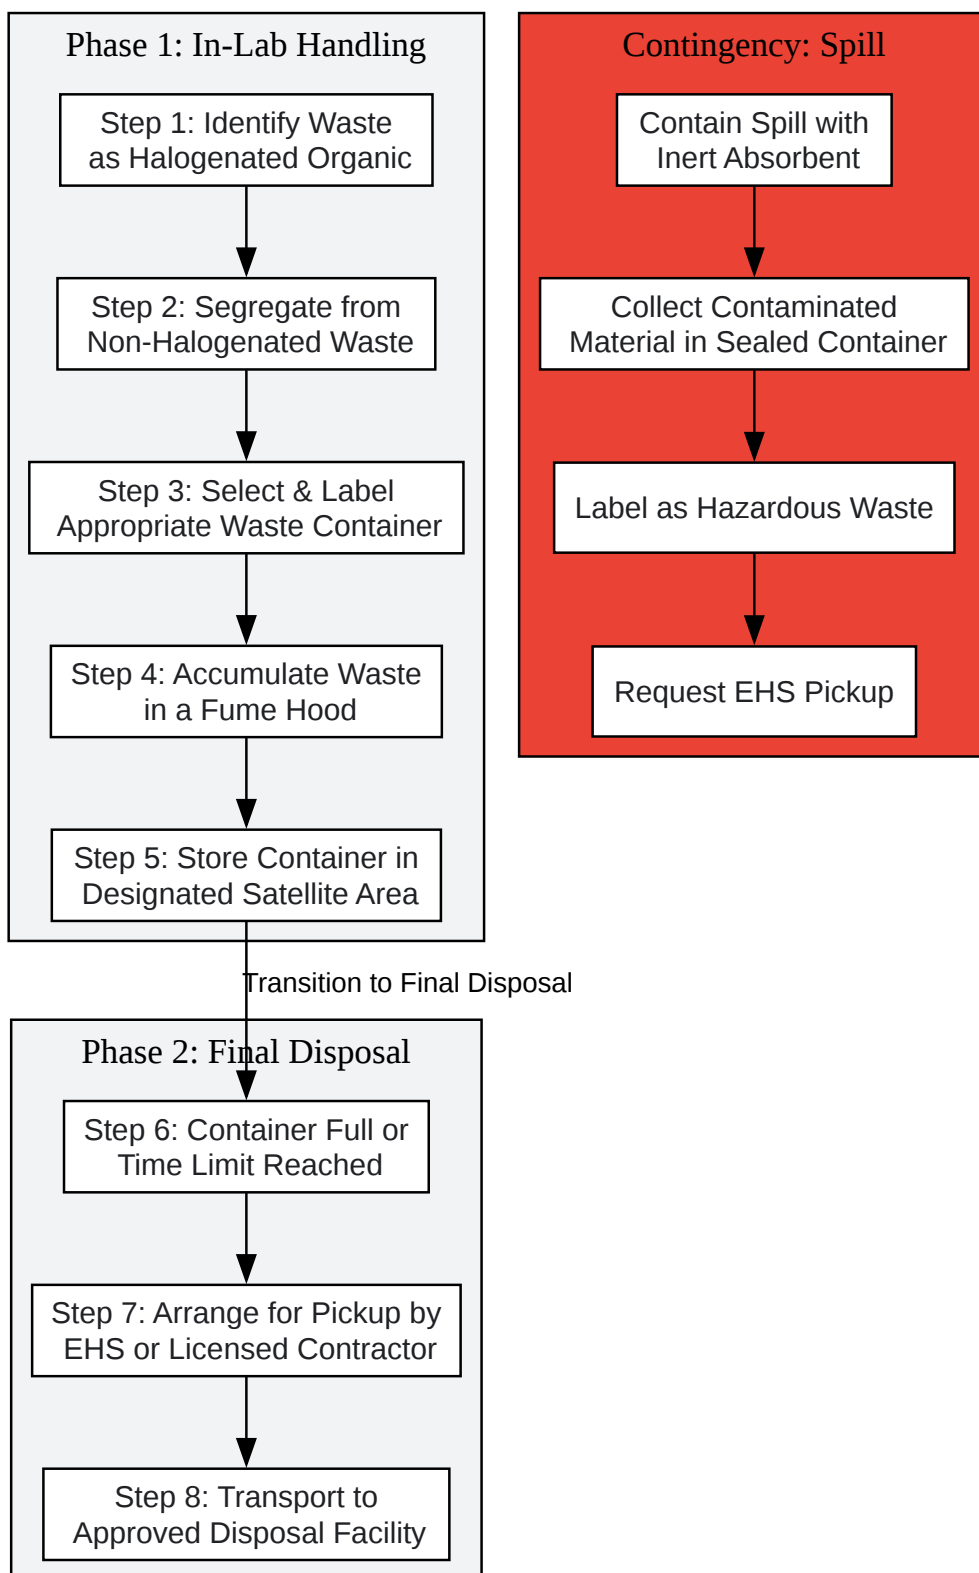 Phase 1: In-Lab Handling
Step 1: Identify Waste
as Halogenated Organic
Step 2: Segregate from
Non-Halogenated Waste
Step 3: Select & Label
Appropriate Waste Container
Step 4: Accumulate Waste
in a Fume Hood
Step 5: Store Container in
Designated Satellite Area
Transition to Final Disposal
Phase 2: Final Disposal
Step 6: Container Full or
Time Limit Reached
Step 7: Arrange for Pickup by
EHS or Licensed Contractor
Step 8: Transport to
Approved Disposal Facility
Contingency: Spill
Contain Spill with
Inert Absorbent
Collect Contaminated
Material in Sealed Container
Label as Hazardous Waste
Request EHS Pickup